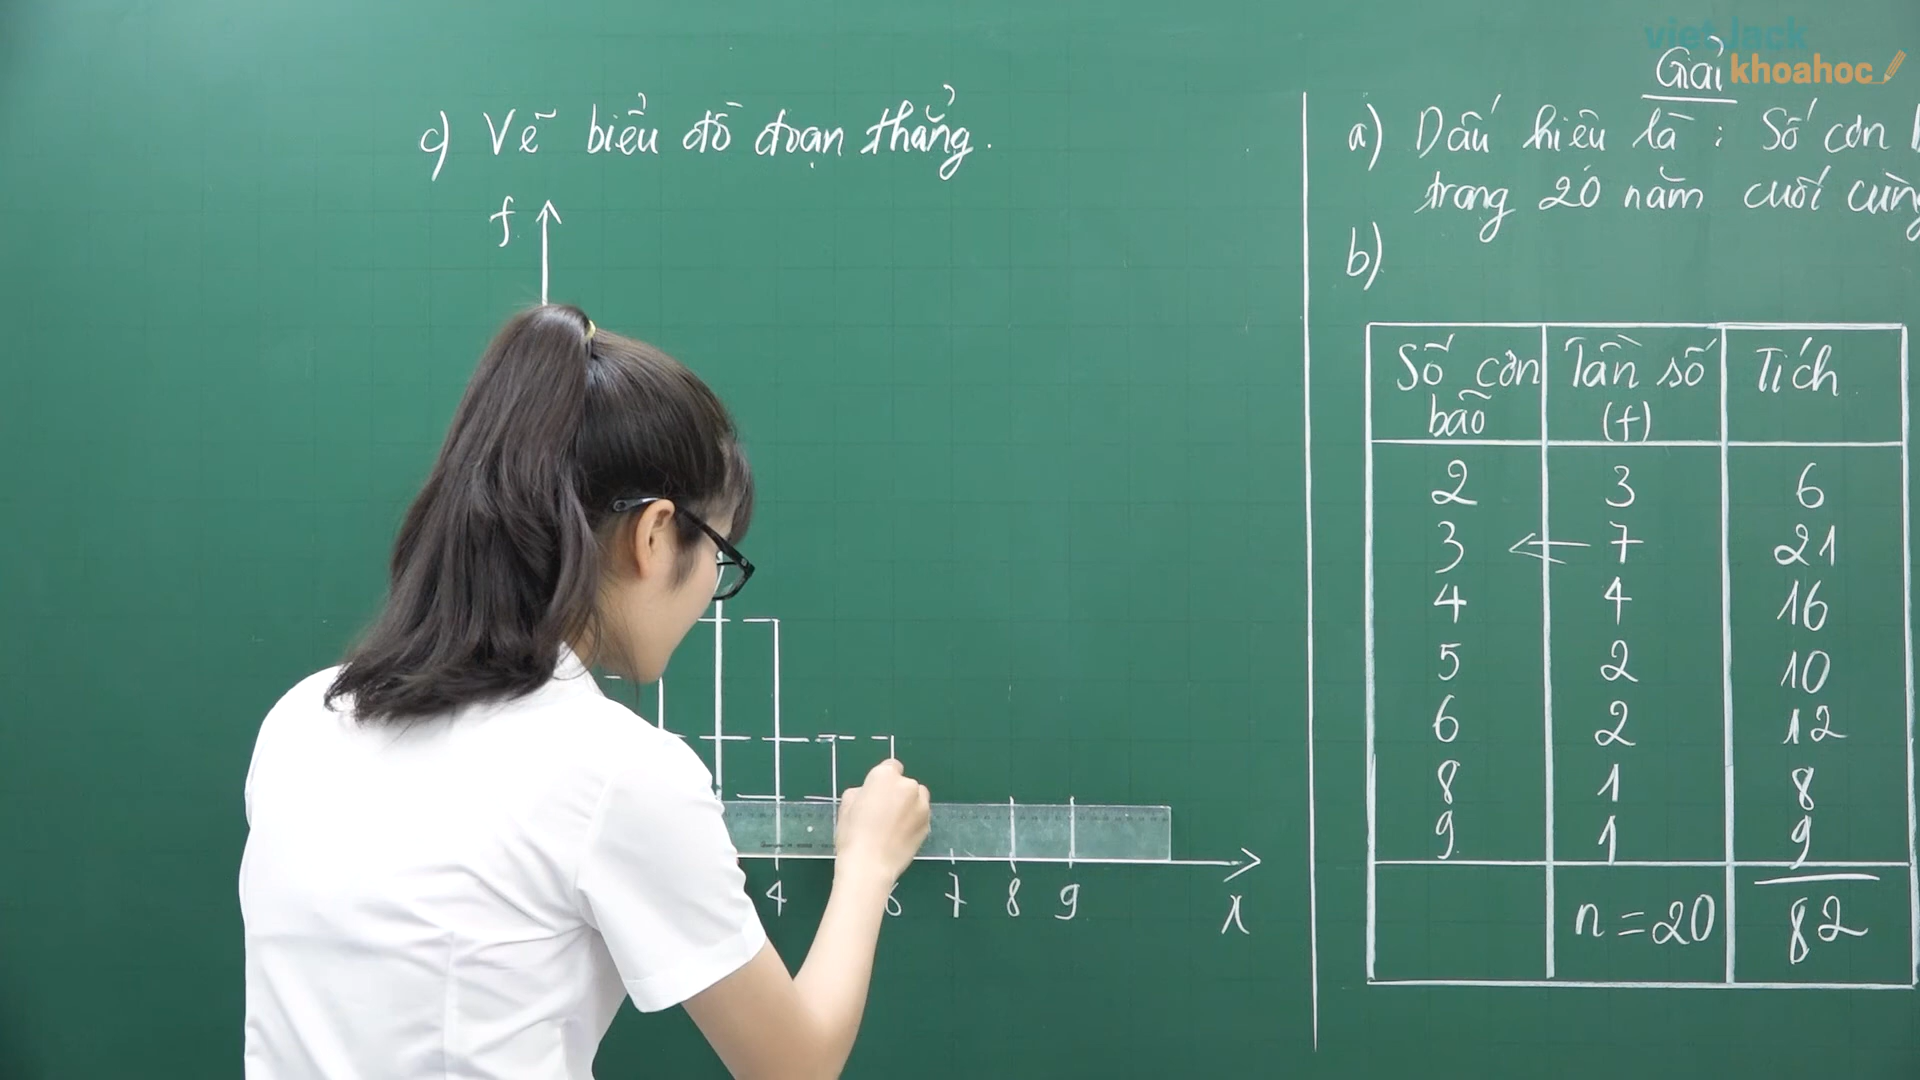 vietJack
khoahoc
c) Vẽ biểu đồ đoạn thẳng.
f
4 6 7 8 9
x
Giải
a) Dấu hiệu là : Số cơn
trong 20 năm cuối cùng
b)
Số cơn bão Tần số (f) Tích
2 3 6
3 7 21
4 4 16
5 2 10
6 2 12
8 1 8
9 1 9
n = 20 82